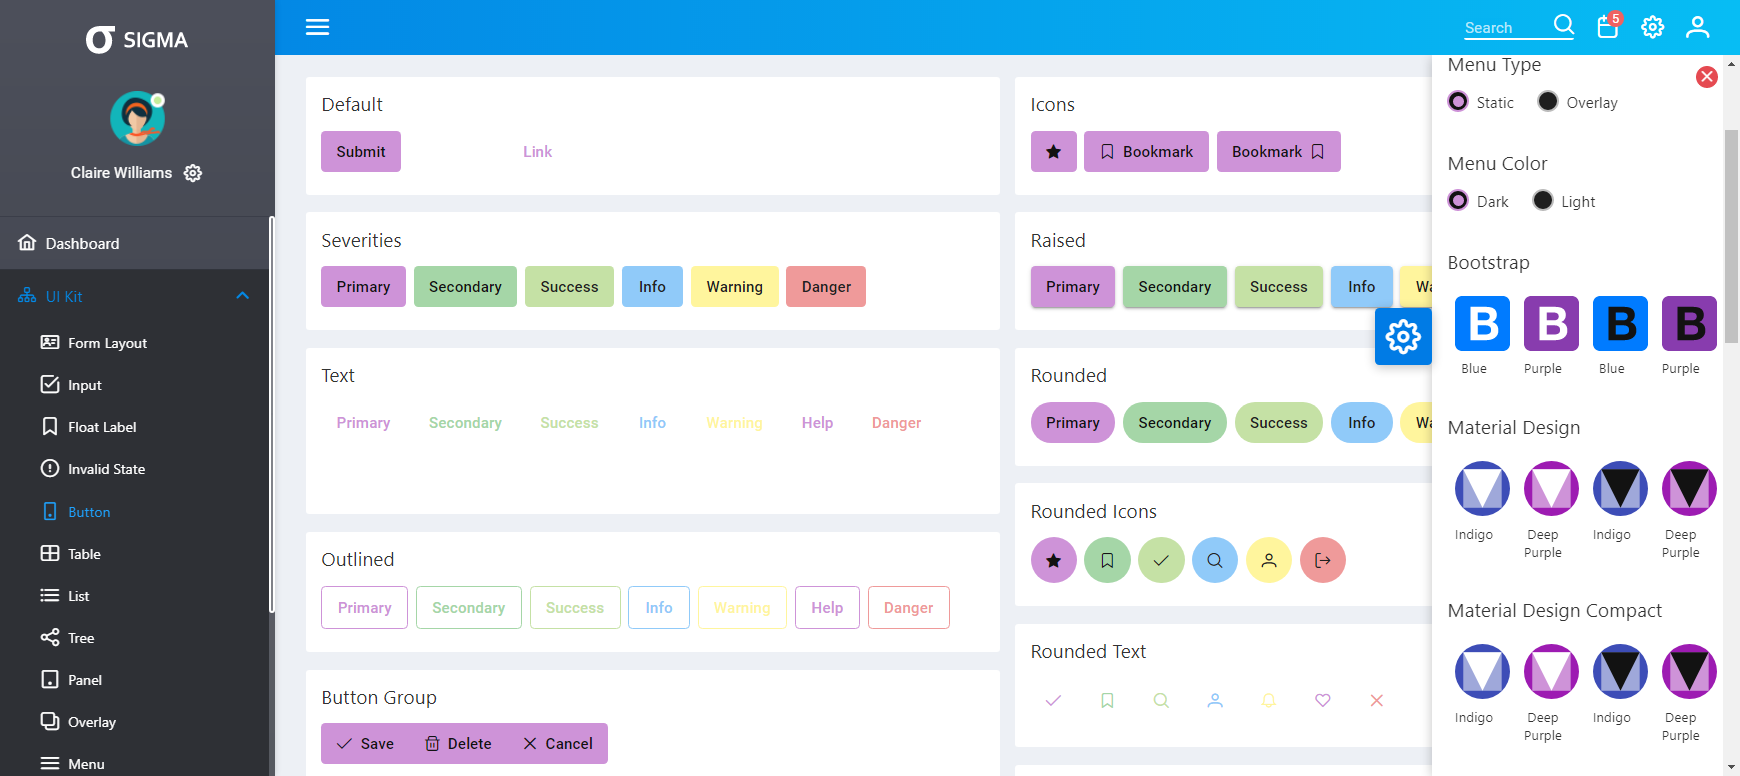 SIGMA
Claire Williams
Dashboard
UI Kit
Form Layout
Input
Float Label
Invalid State
Button
Table
List
Tree
Panel
Overlay
Menu
Search
5
Default
Submit Link
Severities
Primary Secondary Success Info Warning Danger
Text
Primary Secondary Success Info Warning Help Danger
Outlined
Primary Secondary Success Info Warning Help Danger
Button Group
Save Delete Cancel
Icons
Bookmark Bookmark
Raised
Primary Secondary Success Info
Rounded
Primary Secondary Success Info
Rounded Icons
Rounded Text
Menu Type
Static Overlay
Menu Color
Dark Light
Bootstrap
B B B B
Blue Purple Blue Purple
Material Design
Indigo Deep Purple Indigo Deep Purple
Material Design Compact
Indigo Deep Purple Indigo Deep Purple